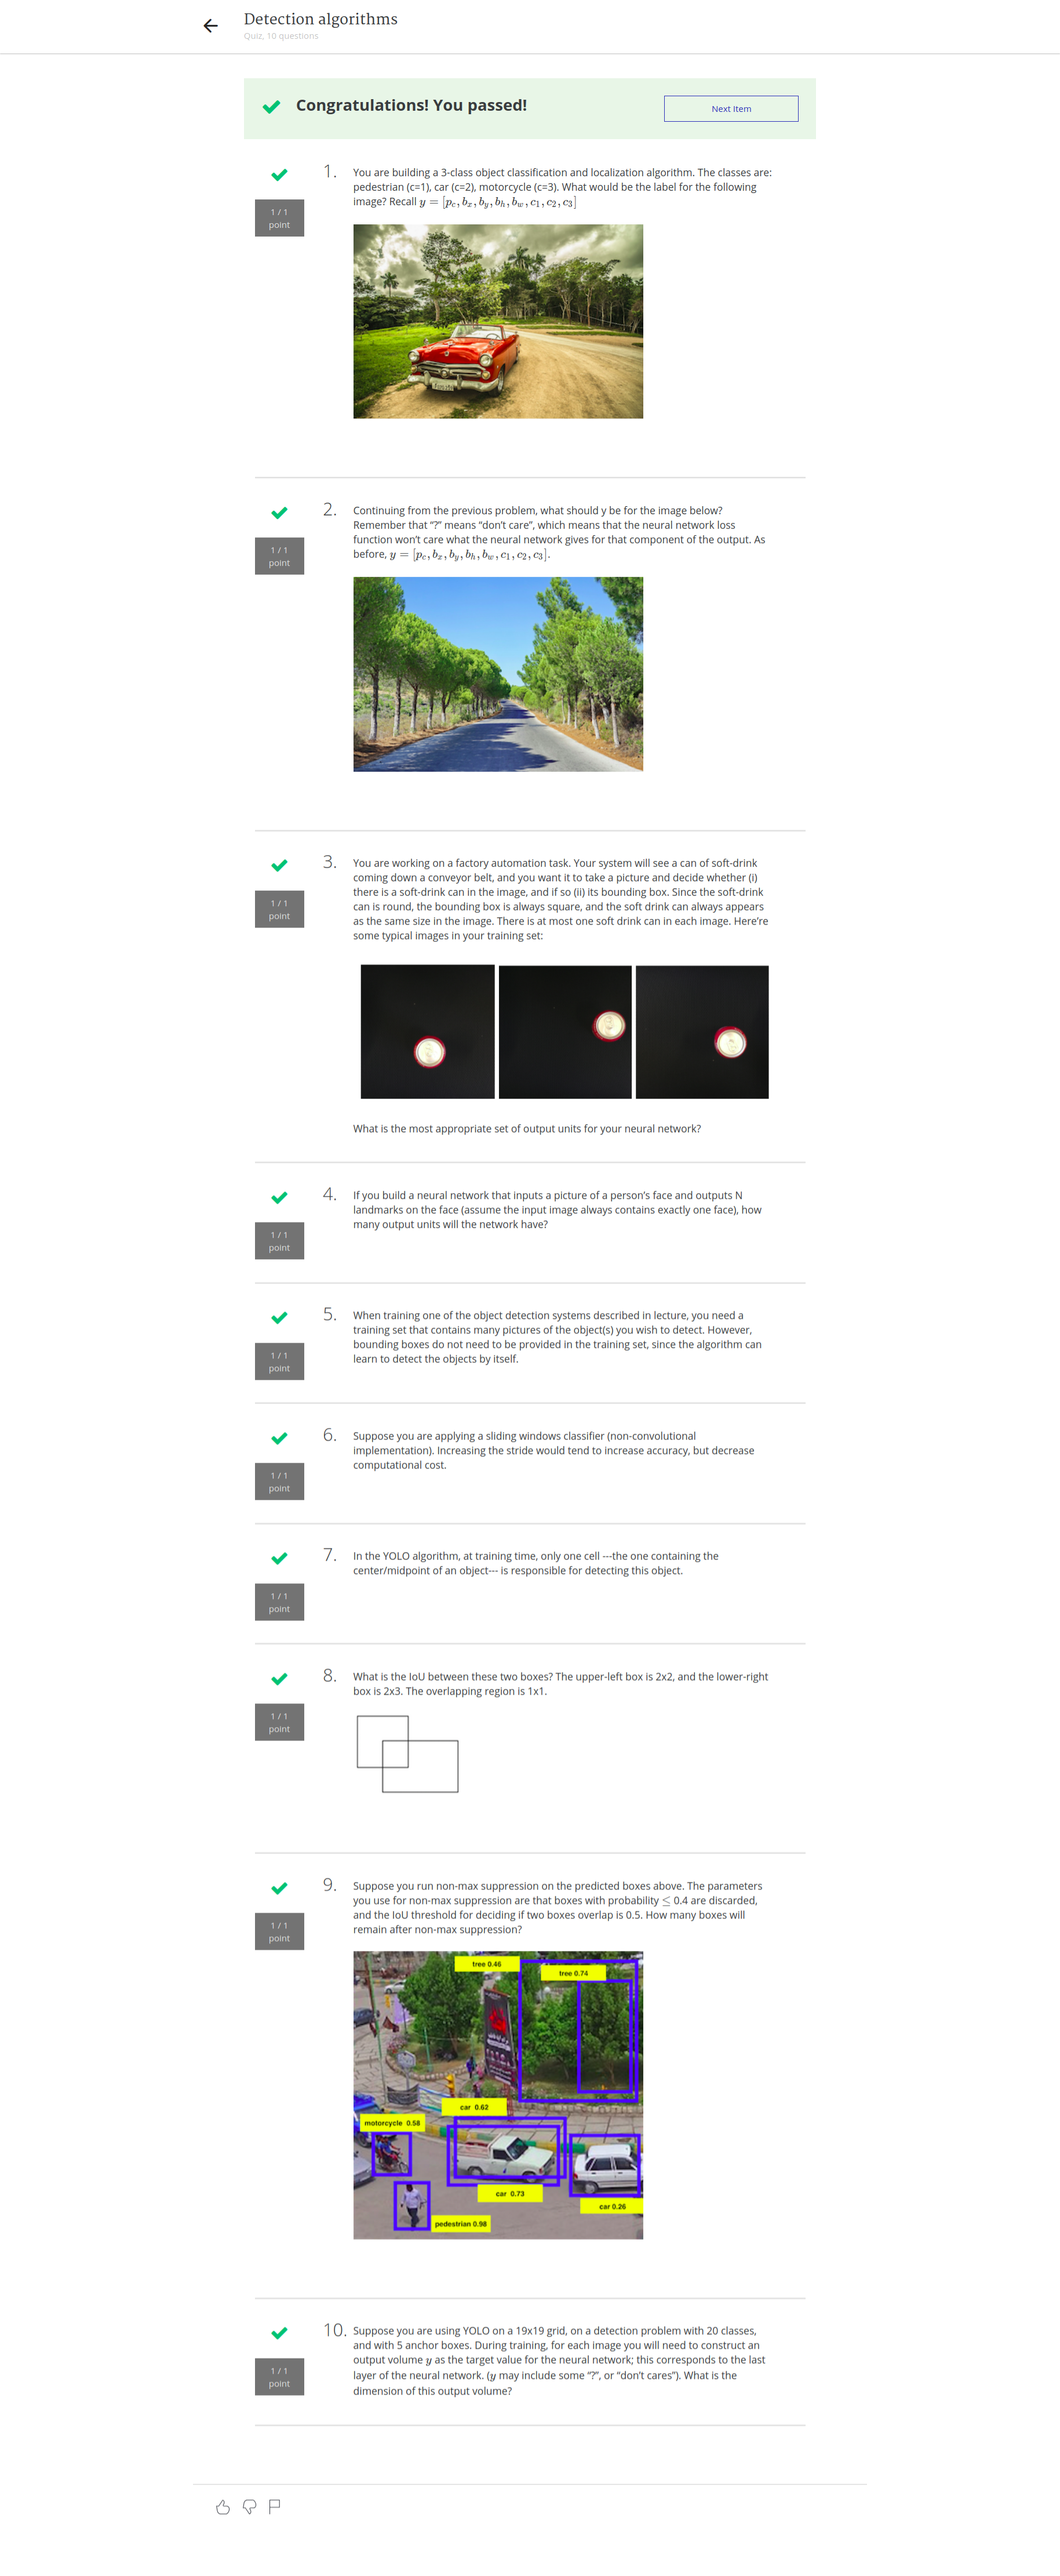 Detection algorithms
Quiz, 10 questions
Congratulations! You passed!
Next Item
1 / 1
point
1.
You are building a 3-class object classification and localization algorithm. The classes are:
pedestrian (c=1), car (c=2), motorcycle (c=3). What would be the label for the following
image? Recall y = [p_c, b_x, b_y, b_h, b_w, c_1, c_2, c_3]
1 / 1
point
2.
Continuing from the previous problem, what should y be for the image below?
Remember that “?” means “don’t care”, which means that the neural network loss
function won’t care what the neural network gives for that component of the output. As
before, y = [p_c, b_x, b_y, b_h, b_w, c_1, c_2, c_3].
1 / 1
point
3.
You are working on a factory automation task. Your system will see a can of soft-drink
coming down a conveyor belt, and you want it to take a picture and decide whether (i)
there is a soft-drink can in the image, and if so (ii) its bounding box. Since the soft-drink
can is round, the bounding box is always square, and the soft drink can always appears
as the same size in the image. There is at most one soft drink can in each image. Here’re
some typical images in your training set:
What is the most appropriate set of output units for your neural network?
1 / 1
point
4.
If you build a neural network that inputs a picture of a person’s face and outputs N
landmarks on the face (assume the input image always contains exactly one face), how
many output units will the network have?
1 / 1
point
5.
When training one of the object detection systems described in lecture, you need a
training set that contains many pictures of the object(s) you wish to detect. However,
bounding boxes do not need to be provided in the training set, since the algorithm can
learn to detect the objects by itself.
1 / 1
point
6.
Suppose you are applying a sliding windows classifier (non-convolutional
implementation). Increasing the stride would tend to increase accuracy, but decrease
computational cost.
1 / 1
point
7.
In the YOLO algorithm, at training time, only one cell ---the one containing the
center/midpoint of an object--- is responsible for detecting this object.
1 / 1
point
8.
What is the IoU between these two boxes? The upper-left box is 2x2, and the lower-right
box is 2x3. The overlapping region is 1x1.
1 / 1
point
9.
Suppose you run non-max suppression on the predicted boxes above. The parameters
you use for non-max suppression are that boxes with probability ≤ 0.4 are discarded,
and the IoU threshold for deciding if two boxes overlap is 0.5. How many boxes will
remain after non-max suppression?
tree 0.46
tree 0.74
car 0.62
motorcycle 0.58
car 0.73
car 0.26
pedestrian 0.98
1 / 1
point
10.
Suppose you are using YOLO on a 19x19 grid, on a detection problem with 20 classes,
and with 5 anchor boxes. During training, for each image you will need to construct an
output volume y as the target value for the neural network; this corresponds to the last
layer of the neural network. (y may include some “?”, or “don’t cares”). What is the
dimension of this output volume?